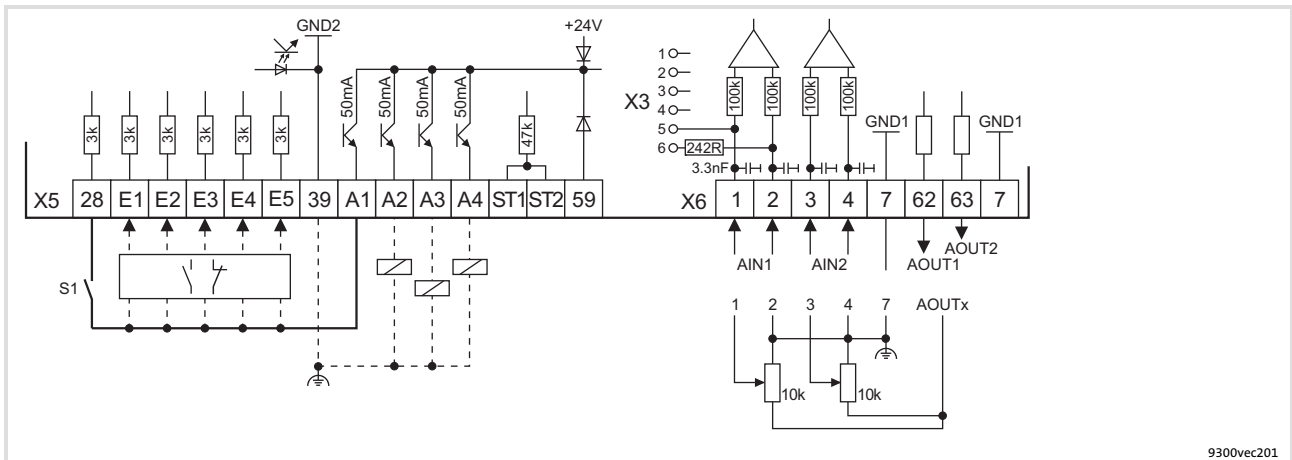 GND2
+24V
50mA 50mA 50mA 50mA
3k 3k 3k 3k 3k 3k
47k
X5 28 E1 E2 E3 E4 E5 39 A1 A2 A3 A4 ST1 ST2 59
S1
X3
1
2
3
4
5
6 242R
100k 100k 100k 100k
3.3nF
GND1 GND1
X6 1 2 3 4 7 62 63 7
AIN1 AIN2 AOUT1 AOUT2
1 2 3 4 7 AOUTx
10k 10k
9300vec201